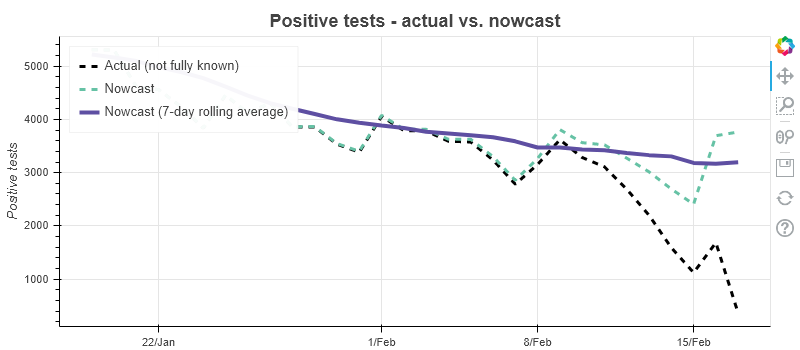 Positive tests - actual vs. nowcast
Actual (not fully known)
Nowcast
Nowcast (7-day rolling average)
Positive tests
5000
4000
3000
2000
1000
22/Jan
1/Feb
8/Feb
15/Feb